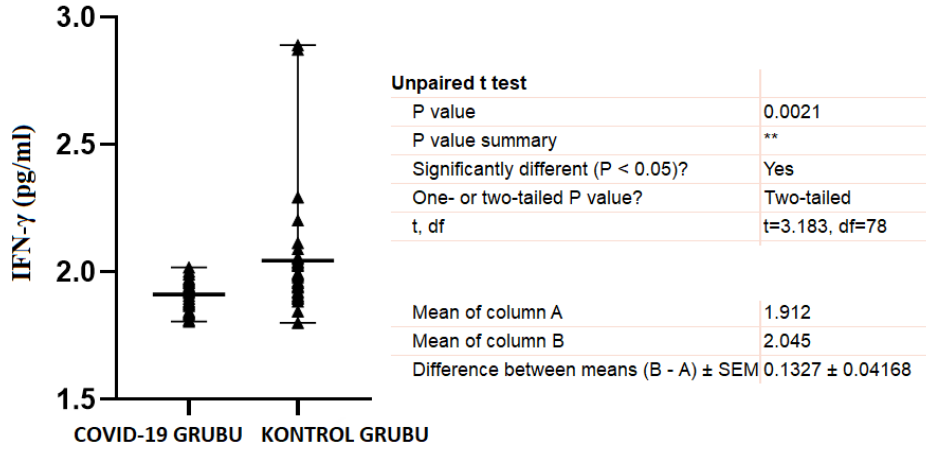 IFN-γ (pg/ml)
3.0
2.5
2.0
1.5
COVID-19 GRUBU KONTROL GRUBU
Unpaired t test
P value 0.0021
P value summary **
Significantly different (P < 0.05)? Yes
One- or two-tailed P value? Two-tailed
t, df t=3.183, df=78
Mean of column A 1.912
Mean of column B 2.045
Difference between means (B - A) ± SEM 0.1327 ± 0.04168